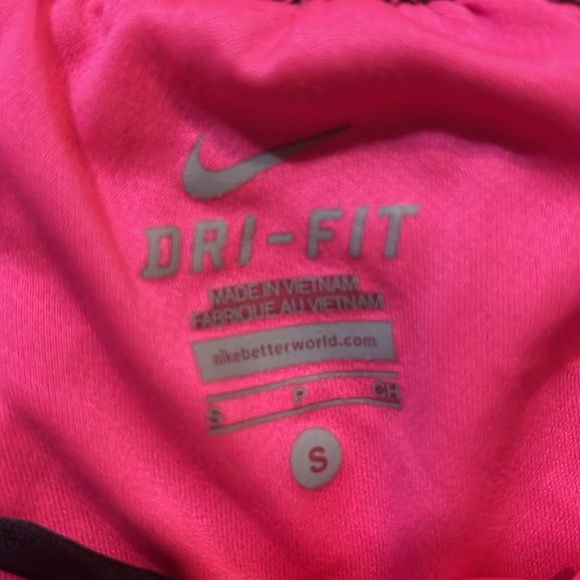 DRI-FIT
MADE IN VIETNAM
FABRIQUE AU VIETNAM
nikebetterworld.com
S P CH
S